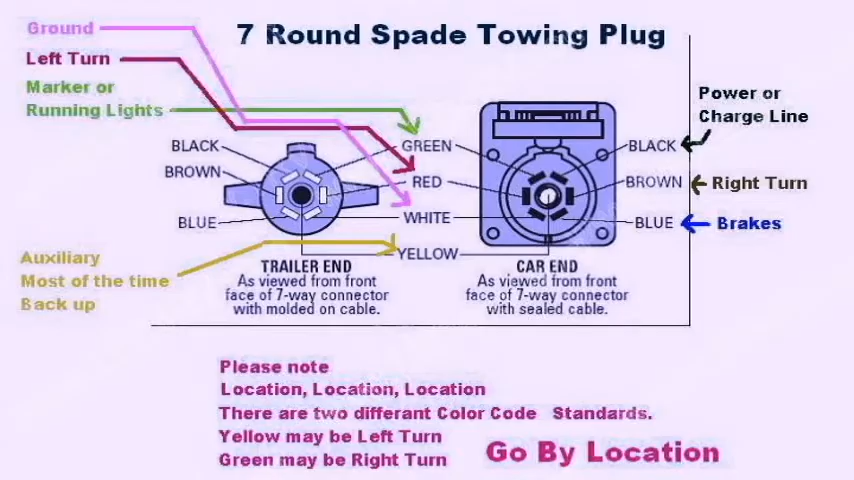 7 Round Spade Towing Plug
Ground
Left Turn
Marker or
Running Lights
Power or
Charge Line
BLACK
GREEN
BLACK
BROWN
RED
BROWN
Right Turn
BLUE
WHITE
BLUE
Brakes
YELLOW
Auxiliary
Most of the time
Back up
TRAILER END
As viewed from front
face of 7-way connector
with molded on cable.
CAR END
As viewed from front
face of 7-way connector
with sealed cable.
Please note
Location, Location, Location
There are two differant Color Code Standards.
Yellow may be Left Turn
Green may be Right Turn
Go By Location